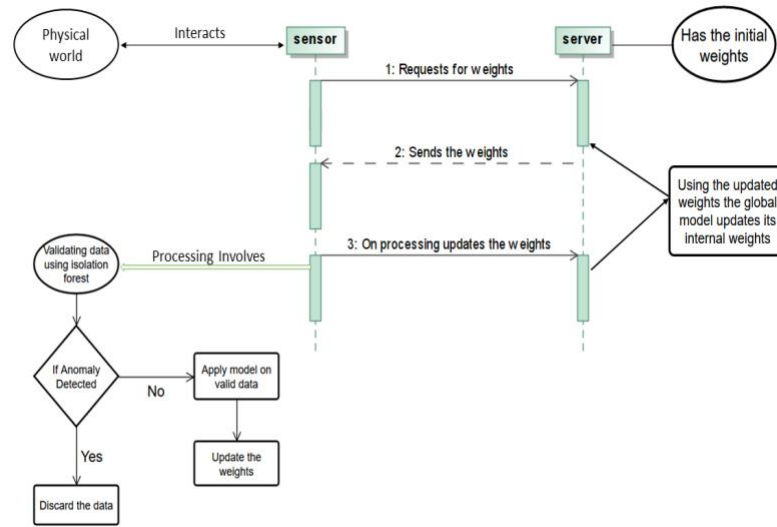 Physical
world
Interacts
sensor
server
Has the initial
weights
1: Requests for weights
2: Sends the weights
Using the updated
weights the global
model updates its
internal weights
3: On processing updates the weights
Processing Involves
Validating data
using isolation
forest
If Anomaly
Detected
No
Apply model on
valid data
Yes
Update the
weights
Discard the data